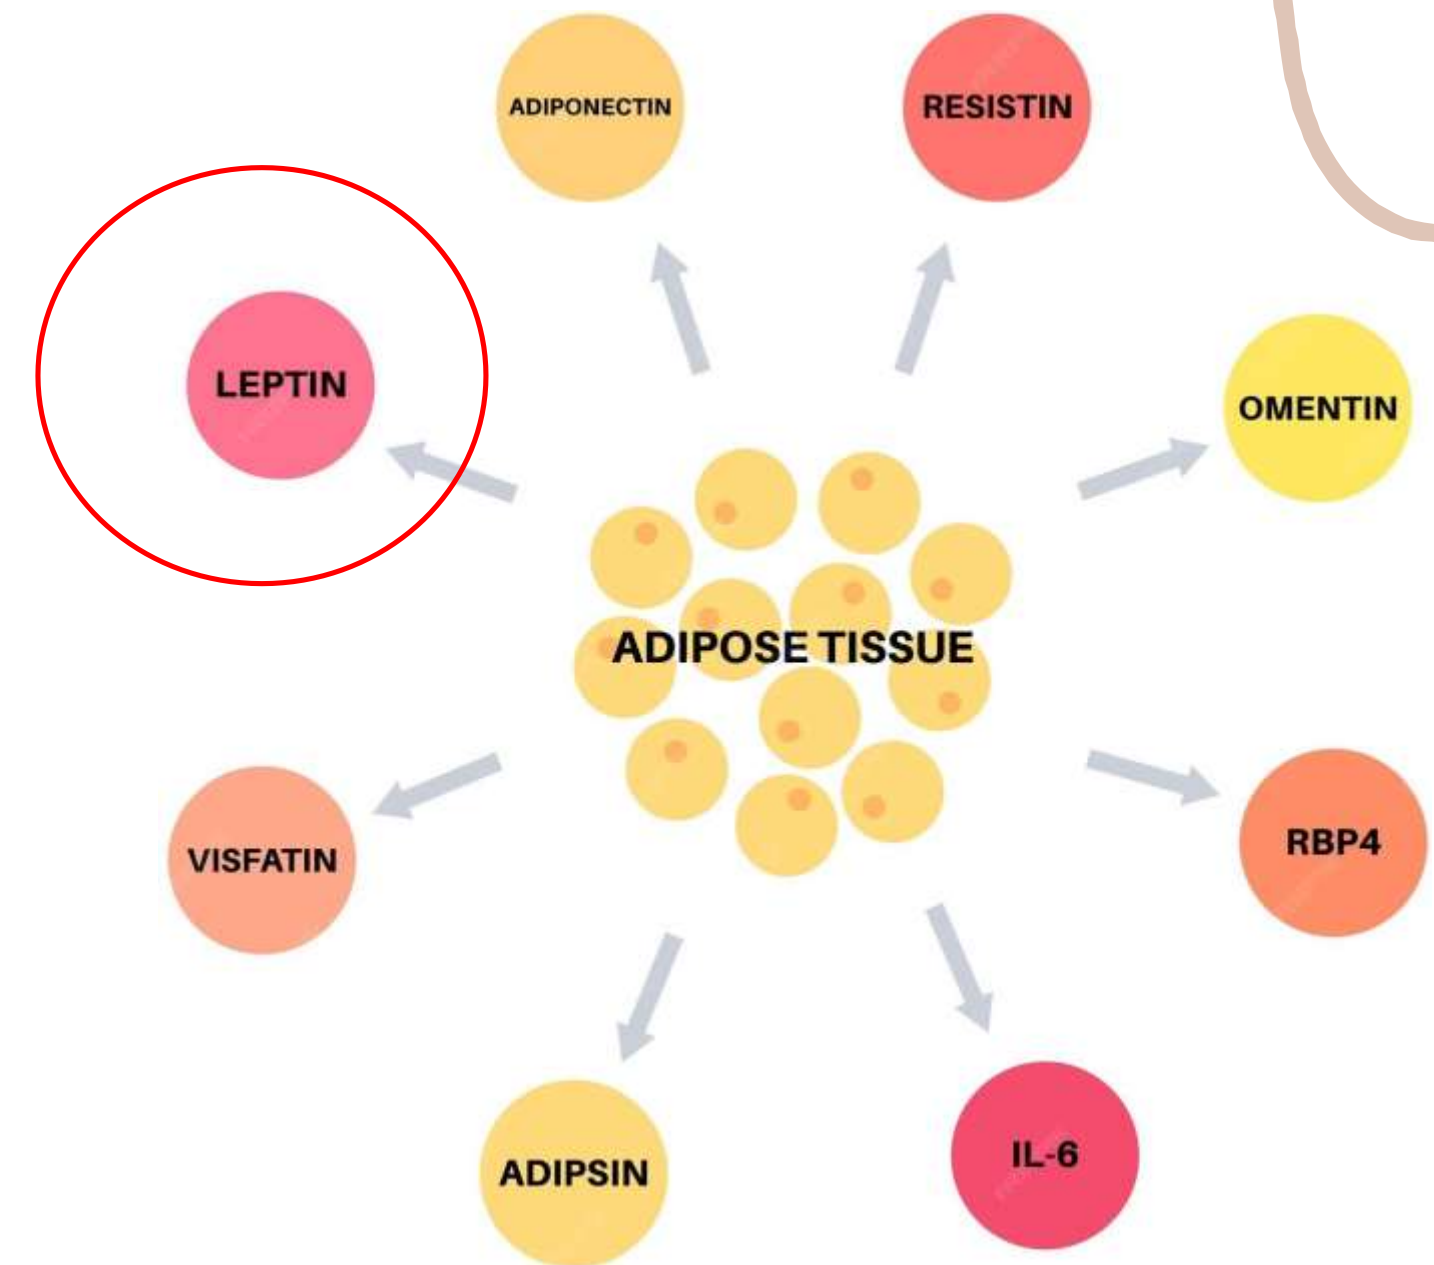 ADIPONECTIN
RESISTIN
LEPTIN
OMENTIN
ADIPOSE TISSUE
VISFATIN
RBP4
ADIPSIN
IL-6